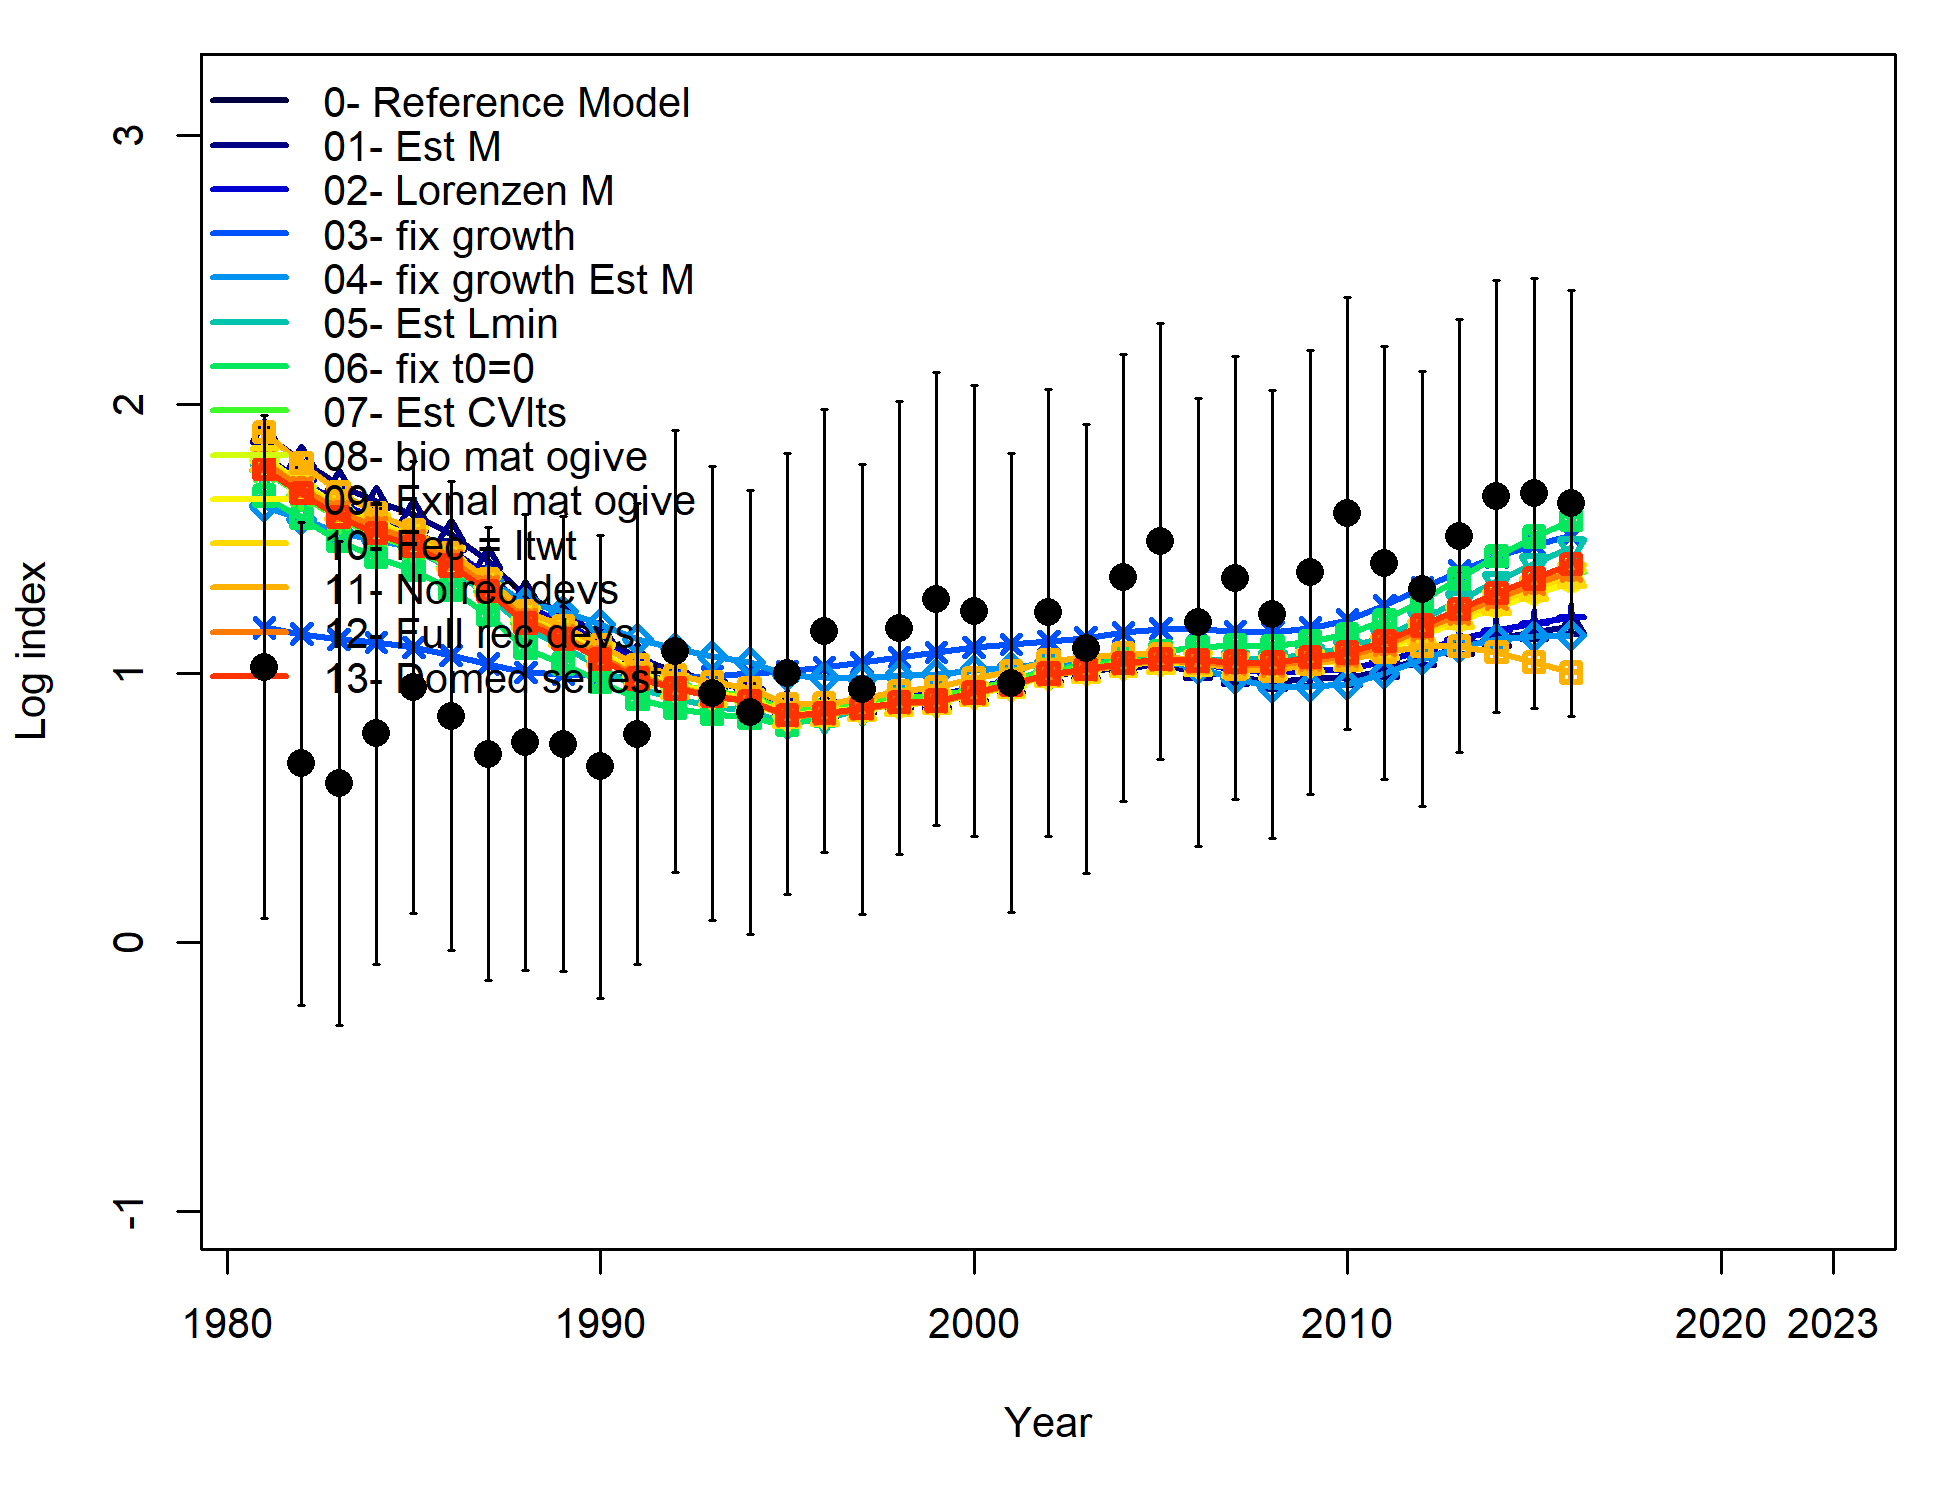 0- Reference Model
01- Est M
02- Lorenzen M
03- fix growth
04- fix growth Est M
05- Est Lmin
06- fix t0=0
07- Est CVlts
08- bio mat ogive
09- Exnal mat ogive
10- Fec = ltwt
11- No rec devs
12- Full rec devs
13- Domed sel est
3
2
1
0
-1
Log index
1980
1990
2000
2010
2020
2023
Year